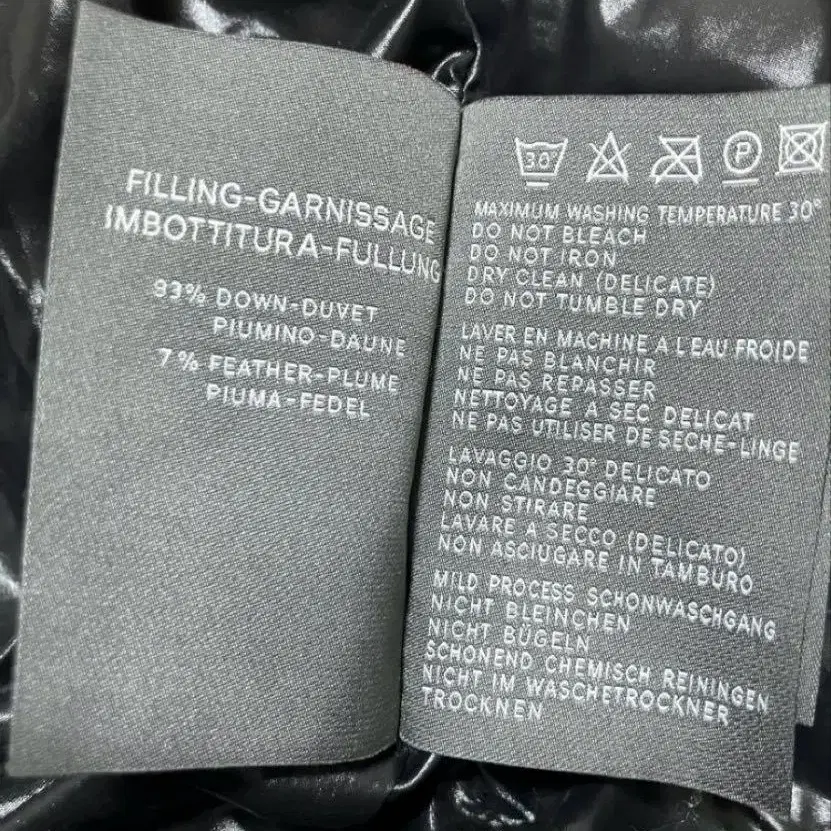 FILLING-GARNISSAGE
IMBOTTITURA-FULLUNG
93% DOWN-DUVET
PIUMINO-DAUNE
7% FEATHER-PLUME
PIUMA-FEDEL
30°
P
MAXIMUM WASHING TEMPERATURE 30°
DO NOT BLEACH
DO NOT IRON
DRY CLEAN (DELICATE)
DO NOT TUMBLE DRY
LAVER EN MACHINE A L EAU FROIDE
NE PAS BLANCHIR
NE PAS REPASSER
NETTOYAGE A SEC DELICAT
NE PAS UTILISER DE SECHE-LINGE
LAVAGGIO 30° DELICATO
NON CANDEGGIARE
NON STIRARE
LAVARE A SECCO (DELICATO)
NON ASCIUGARE IN TAMBURO
MILD PROCESS SCHONWASCHGANG
NICHT BLEINCHEN
NICHT BÜGELN
SCHONEND CHEMISCH REININGEN
NICHT IM WASCHETROCKNER
TROCKNEN